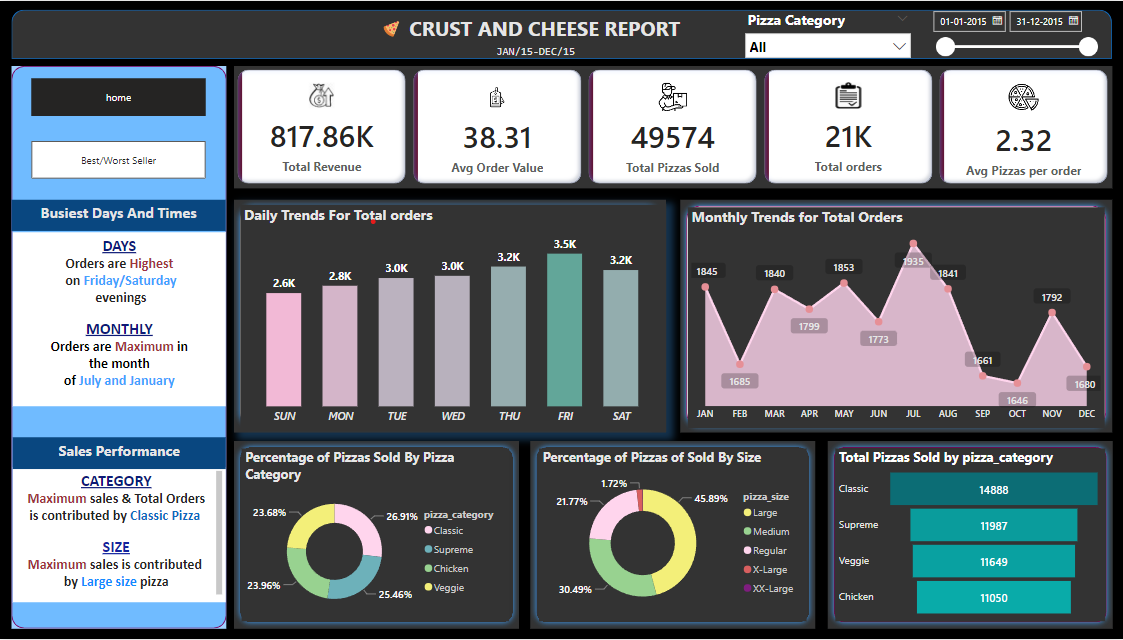 CRUST AND CHEESE REPORT
JAN/15-DEC/15
Pizza Category
All
01-01-2015
31-12-2015
home
Best/Worst Seller
Busiest Days And Times
DAYS
Orders are Highest
on Friday/Saturday
evenings
MONTHLY
Orders are Maximum in
the month
of July and January
Sales Performance
CATEGORY
Maximum sales & Total Orders
is contributed by Classic Pizza
SIZE
Maximum sales is contributed
by Large size pizza
817.86K
Total Revenue
38.31
Avg Order Value
49574
Total Pizzas Sold
21K
Total orders
2.32
Avg Pizzas per order
Daily Trends For Total orders
2.6K
2.8K
3.0K
3.0K
3.2K
3.5K
3.2K
SUN
MON
TUE
WED
THU
FRI
SAT
Monthly Trends for Total Orders
1845
1685
1840
1799
1853
1773
1935
1841
1661
1646
1792
1680
JAN
FEB
MAR
APR
MAY
JUN
JUL
AUG
SEP
OCT
NOV
DEC
Percentage of Pizzas Sold By Pizza
Category
23.68%
26.91%
23.96%
25.46%
pizza_category
Classic
Supreme
Chicken
Veggie
Percentage of Pizzas of Sold By Size
1.72%
21.77%
45.89%
30.49%
pizza_size
Large
Medium
Regular
X-Large
XX-Large
Total Pizzas Sold by pizza_category
Classic
14888
Supreme
11987
Veggie
11649
Chicken
11050